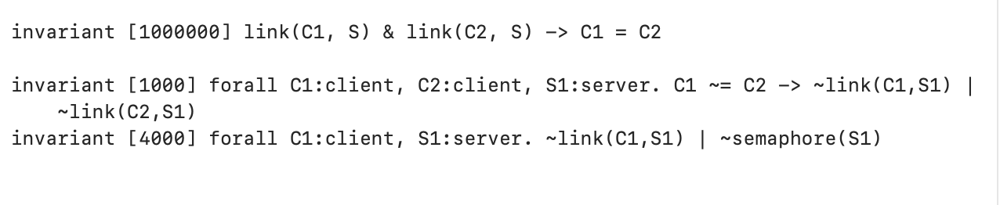 invariant [1000000] link(C1, S) & link(C2, S) -> C1 = C2
invariant [1000] forall C1:client, C2:client, S1:server. C1 ~= C2 -> ~link(C1,S1) |
~link(C2,S1)
invariant [4000] forall C1:client, S1:server. ~link(C1,S1) | ~semaphore(S1)